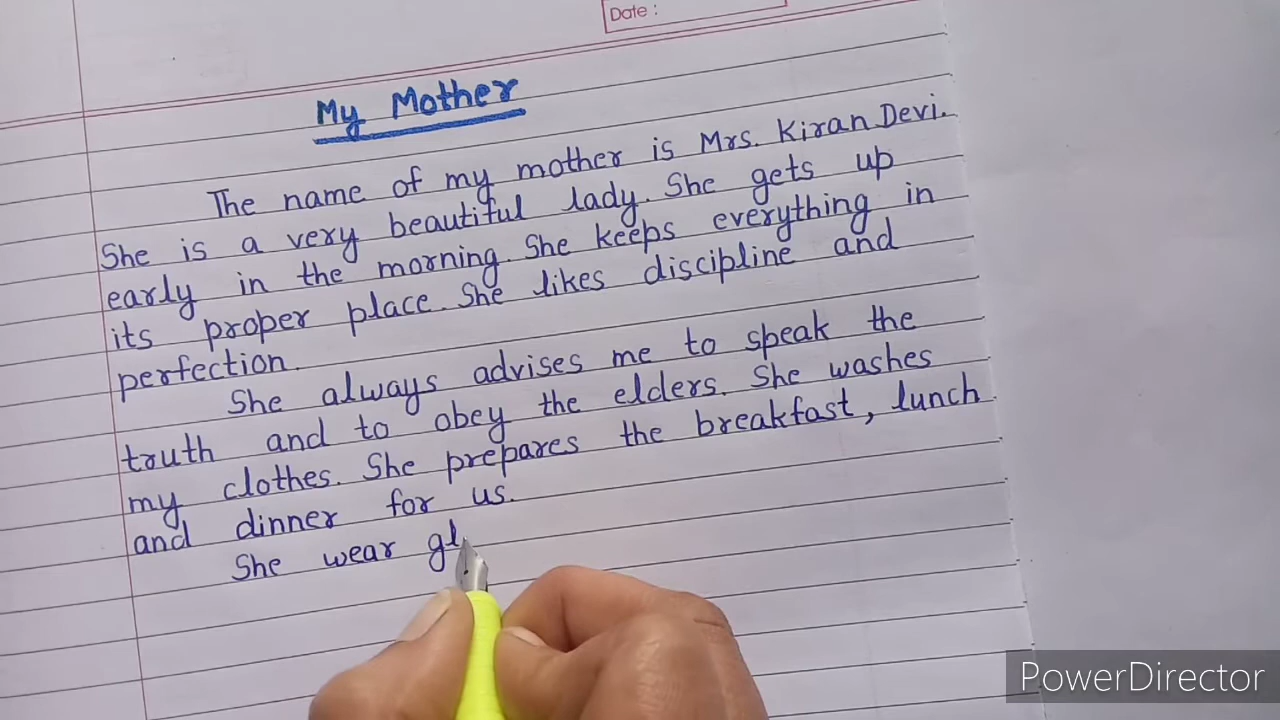 Date :
My Mother
The name of my mother is Mrs. Kiran Devi.
She is a very beautiful lady. She gets up
early in the morning. She keeps everything in
its proper place. She likes discipline and
perfection.
She always advises me to speak the
truth and to obey the elders. She washes
my clothes. She prepares the breakfast, lunch
and dinner for us.
She wear gl
PowerDirector